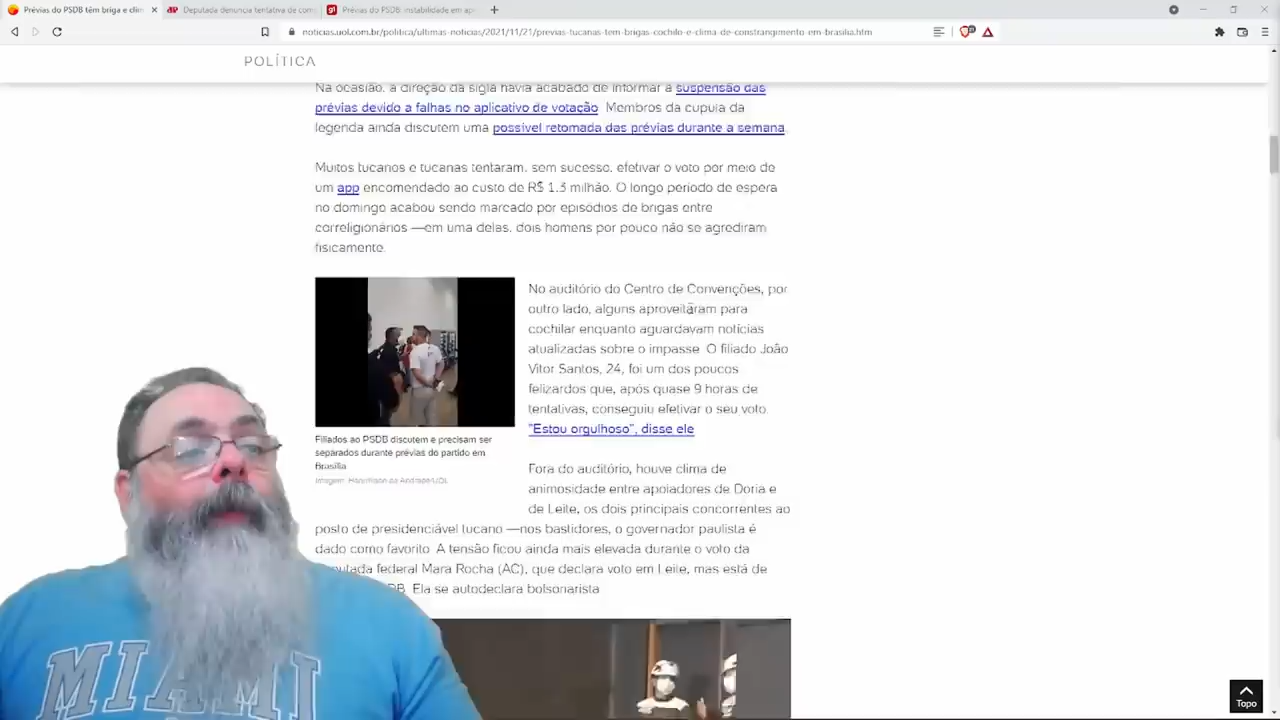 Prévias do PSDB têm briga e clim
Deputada denuncia tentativa de com
Prévias do PSDB: instabilidade em ap
noticias.uol.com.br/politica/ultimas-noticias/2021/11/21/previas-tucanas-tem-brigas-cochilo-e-clima-de-constrangimento-em-brasilia.htm
POLÍTICA
Na ocasião, a direção da sigla havia acabado de informar a suspensão das
prévias devido a falhas no aplicativo de votação. Membros da cúpula da
legenda ainda discutem uma possível retomada das prévias durante a semana.
Muitos tucanos e tucanas tentaram, sem sucesso, efetivar o voto por meio de
um app encomendado ao custo de R$ 1,3 milhão. O longo período de espera
no domingo acabou sendo marcado por episódios de brigas entre
correligionários —em uma delas, dois homens por pouco não se agrediram
fisicamente.
No auditório do Centro de Convenções, por
outro lado, alguns aproveitaram para
cochilar enquanto aguardavam notícias
atualizadas sobre o impasse. O filiado João
Vitor Santos, 24, foi um dos poucos
felizardos que, após quase 9 horas de
tentativas, conseguiu efetivar o seu voto.
"Estou orgulhoso", disse ele
Filiados ao PSDB discutem e precisam ser
separados durante prévias do partido em
Brasília
Imagem: Hanrrikson de Andrade/UOL
Fora do auditório, houve clima de
animosidade entre apoiadores de Doria e
de Leite, os dois principais concorrentes ao
posto de presidenciável tucano —nos bastidores, o governador paulista é
dado como favorito. A tensão ficou ainda mais elevada durante o voto da
putada federal Mara Rocha (AC), que declara voto em Leite, mas está de
DB. Ela se autodeclara bolsonarista
MIAMI
Topo